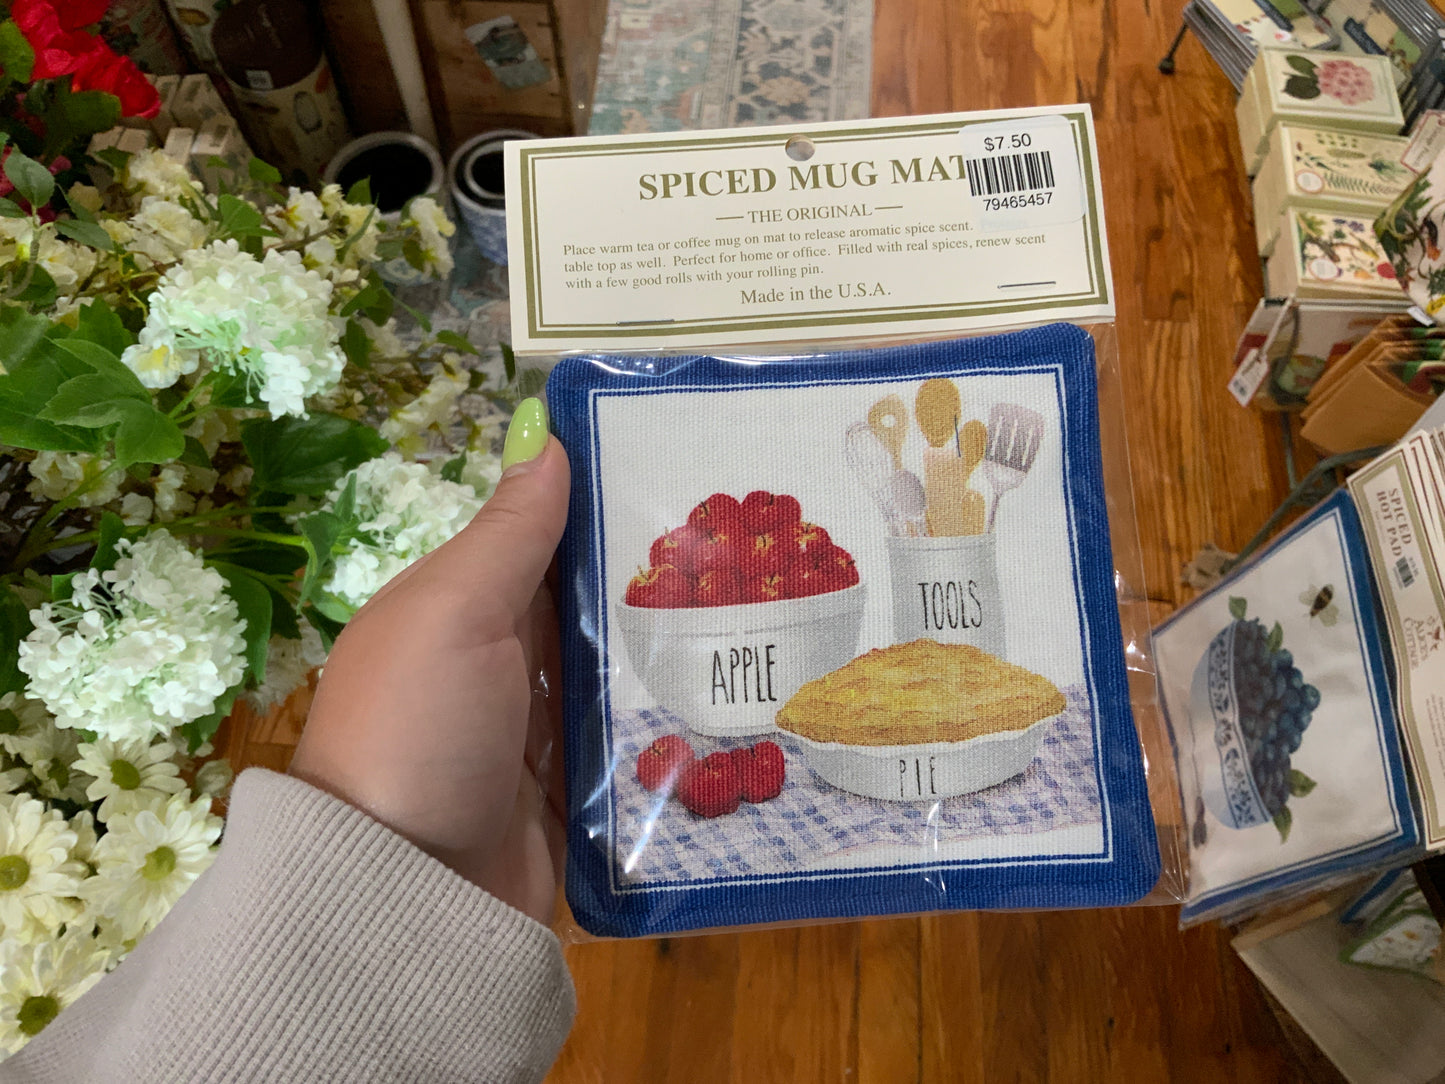 $7.50
79465457
SPICED MUG MAT
THE ORIGINAL
Place warm tea or coffee mug on mat to release aromatic spice scent.
table top as well. Perfect for home or office. Filled with real spices, renew scent
with a few good rolls with your rolling pin.
Made in the U.S.A.
TOOLS
APPLE
PIE
SPICED
HOT PAD
ALICE'S
COTTAGE